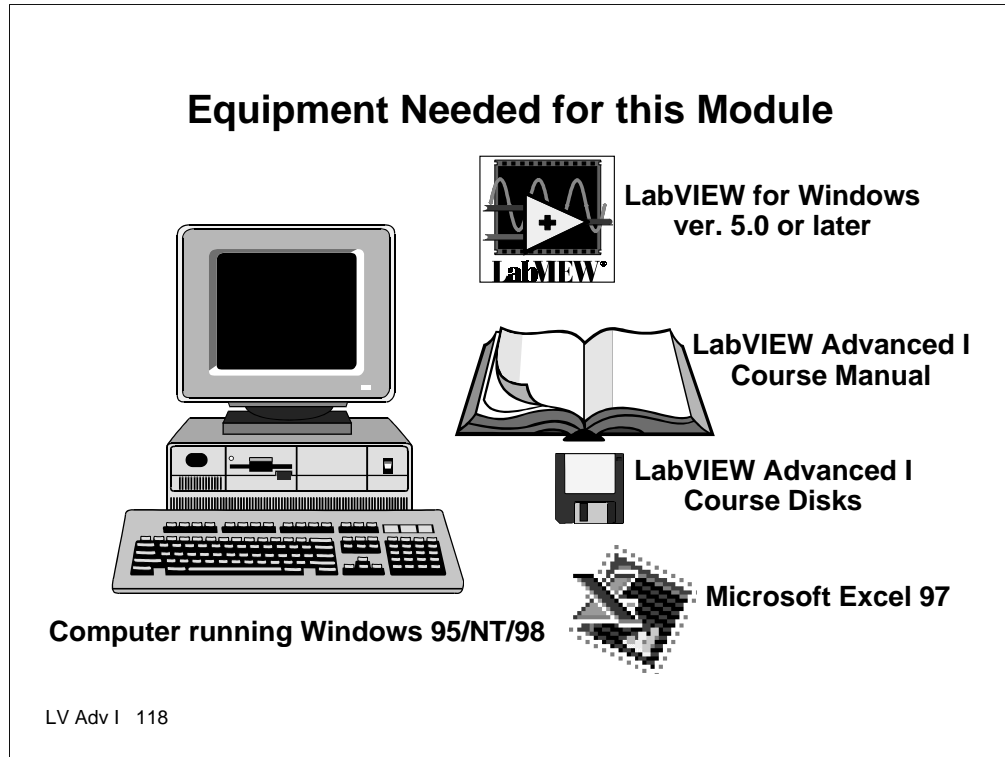 Equipment Needed for this Module
LabVIEW®
LabVIEW for Windows
ver. 5.0 or later
LabVIEW Advanced I
Course Manual
LabVIEW Advanced I
Course Disks
Microsoft Excel 97
Computer running Windows 95/NT/98
LV Adv I 118